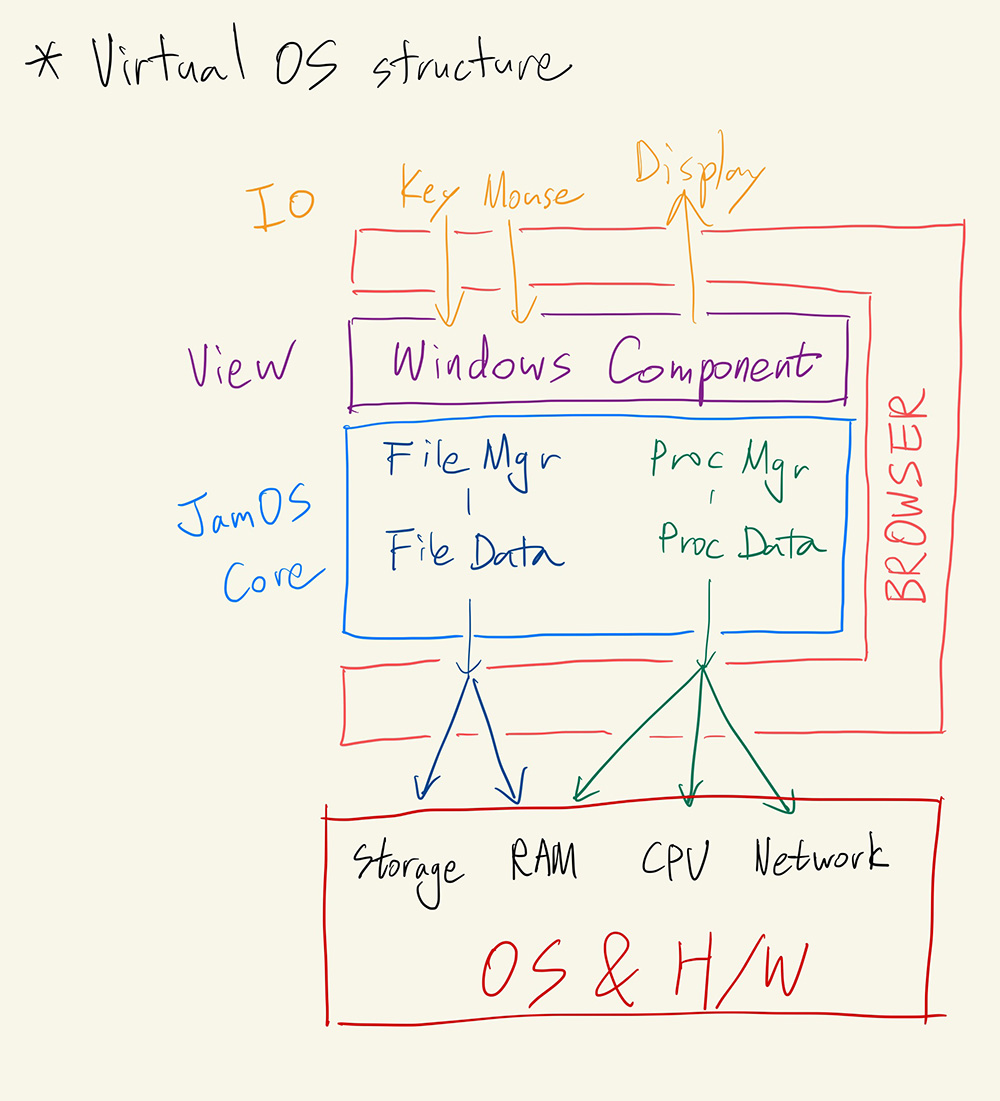 * Virtual OS structure
IO Key Mouse Display
View Windows Component
File Mgr Proc Mgr
JamOS
Core
File Data Proc Data
BROWSER
Storage RAM CPU Network
OS & H/W